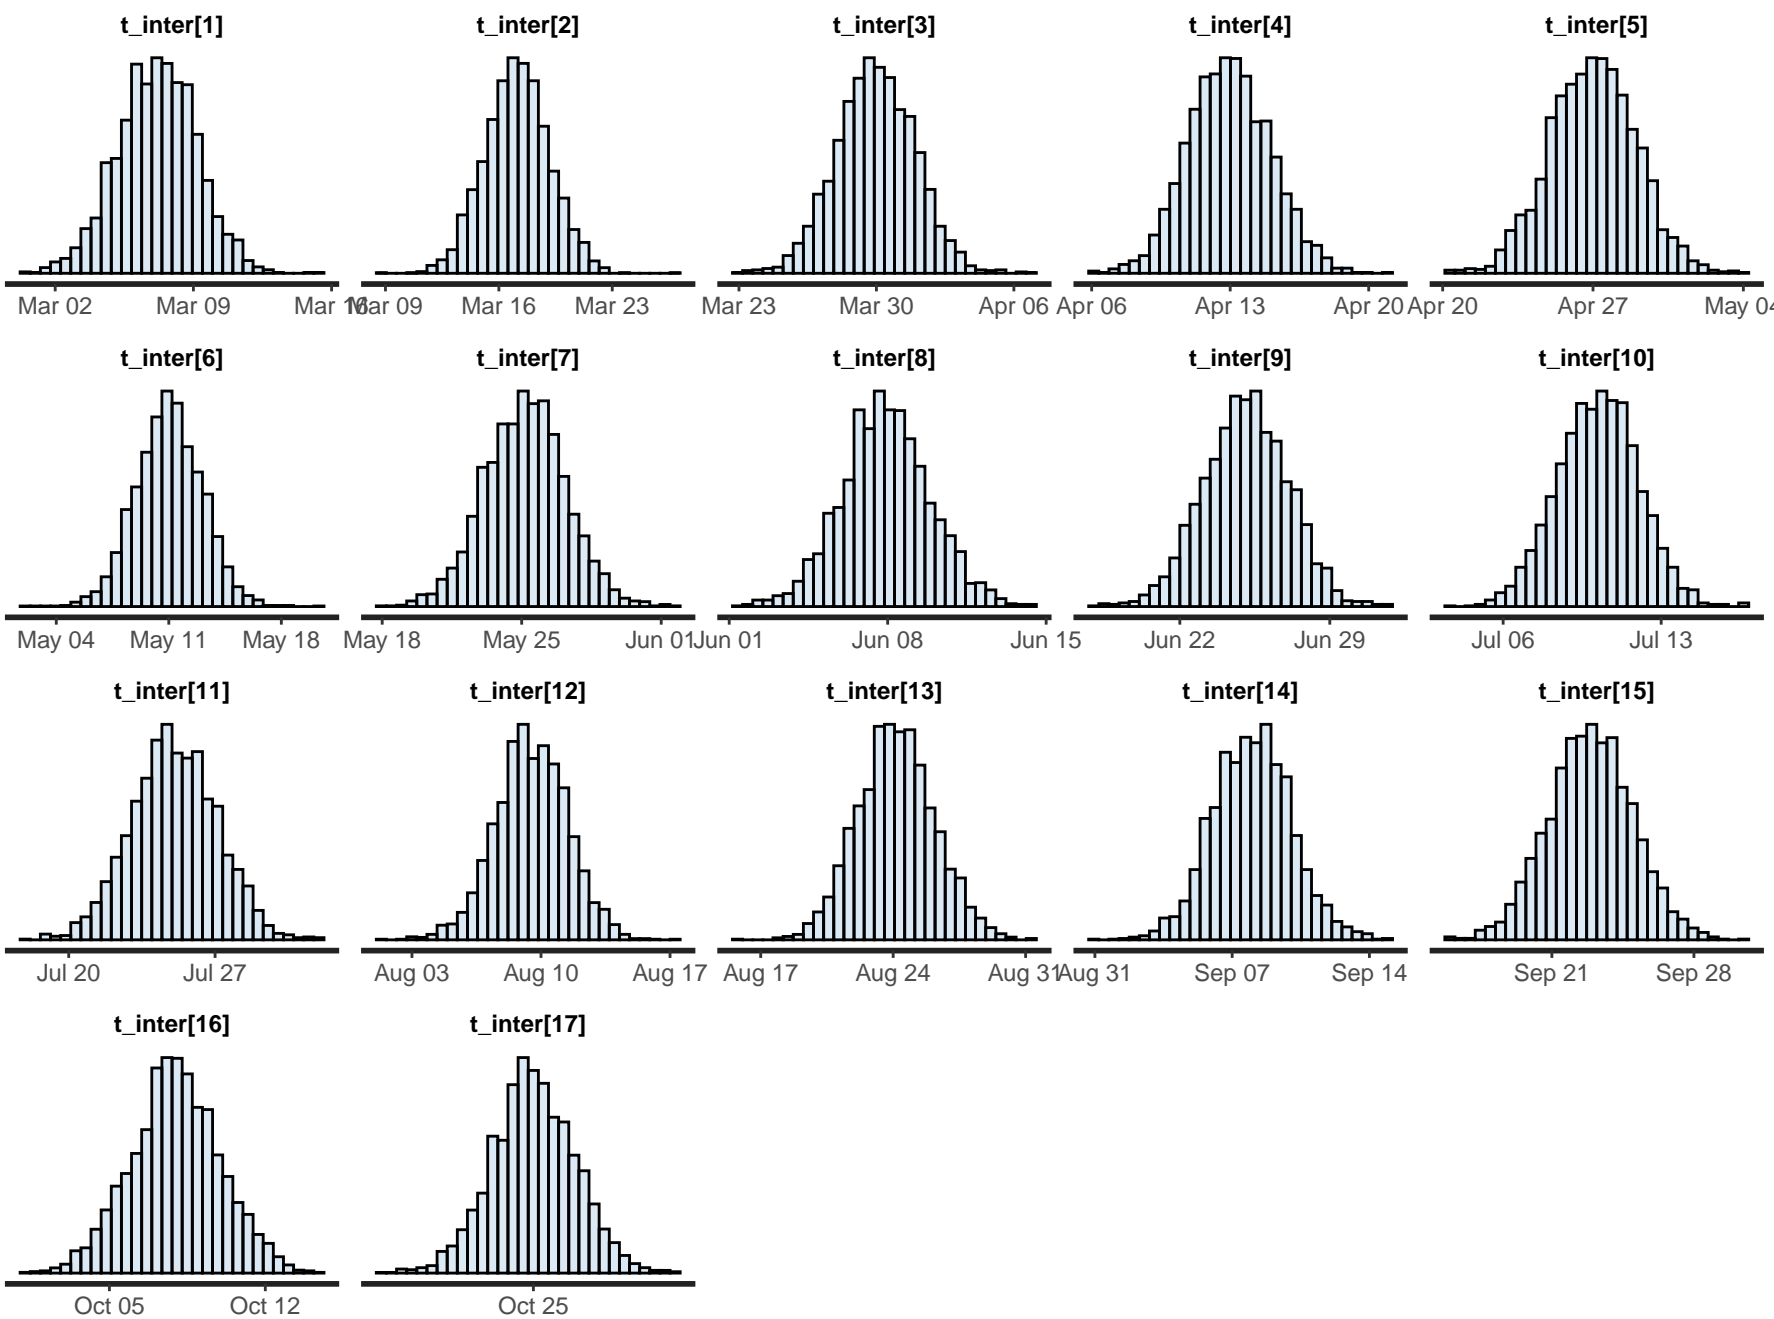 t_inter[1] t_inter[2] t_inter[3] t_inter[4] t_inter[5]
Mar 02 Mar 09 Mar 16 Mar 09 Mar 16 Mar 23 Mar 23 Mar 30 Apr 06 Apr 06 Apr 13 Apr 20 Apr 20 Apr 27 May 04
t_inter[6] t_inter[7] t_inter[8] t_inter[9] t_inter[10]
May 04 May 11 May 18 May 18 May 25 Jun 01 Jun 01 Jun 08 Jun 15 Jun 22 Jun 29 Jul 06 Jul 13
t_inter[11] t_inter[12] t_inter[13] t_inter[14] t_inter[15]
Jul 20 Jul 27 Aug 03 Aug 10 Aug 17 Aug 17 Aug 24 Aug 31 Aug 31 Sep 07 Sep 14 Sep 21 Sep 28
t_inter[16] t_inter[17]
Oct 05 Oct 12 Oct 25